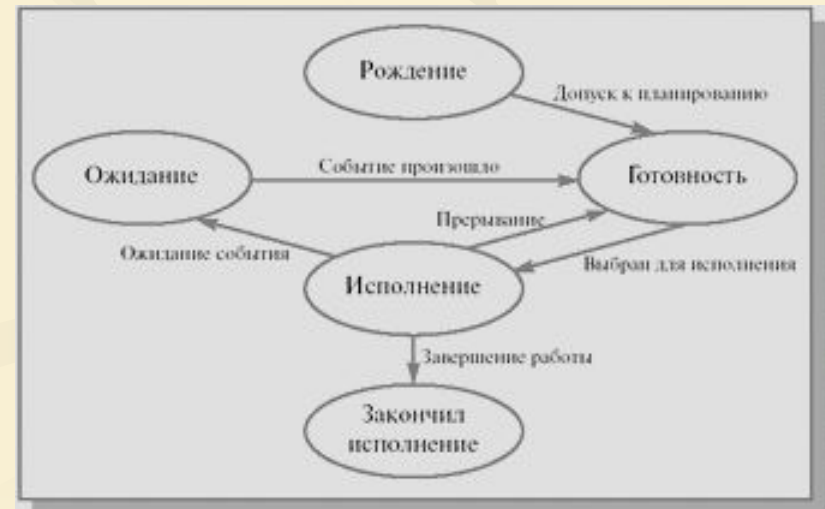 Рождение
Допуск к планированию
Ожидание
Событие произошло
Готовность
Прерывание
Ожидание события
Выбран для исполнения
Исполнение
Завершение работы
Закончил
исполнение